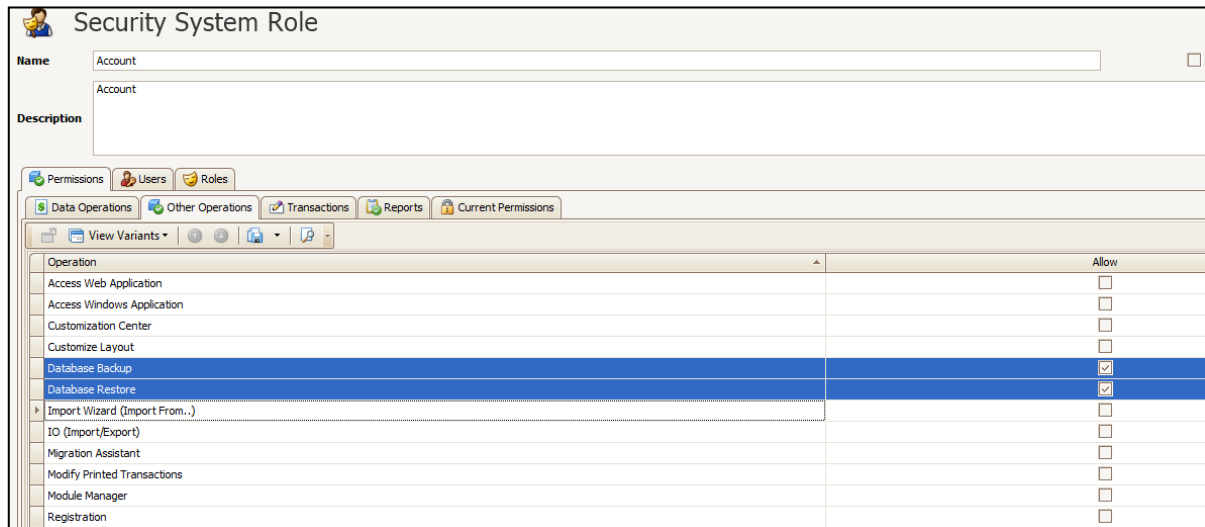 Security System Role
Name Account
Account
Description
Permissions Users Roles
Data Operations Other Operations Transactions Reports Current Permissions
View Variants
Operation Allow
Access Web Application
Access Windows Application
Customization Center
Customize Layout
Database Backup
Database Restore
Import Wizard (Import From..)
IO (Import/Export)
Migration Assistant
Modify Printed Transactions
Module Manager
Registration